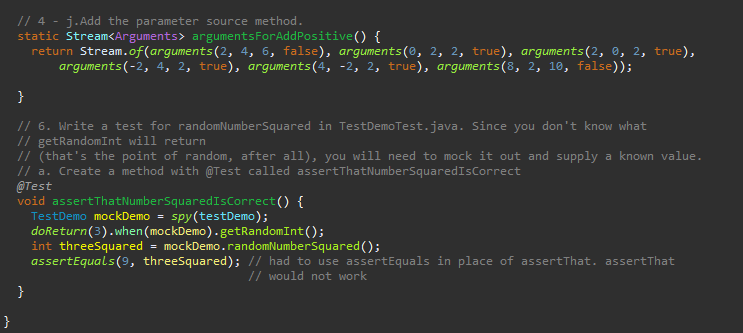 // 4 - j.Add the parameter source method.
static Stream<Arguments> argumentsForAddPositive() {
return Stream.of(arguments(2, 4, 6, false), arguments(0, 2, 2, true), arguments(2, 0, 2, true),
arguments(-2, 4, 2, true), arguments(4, -2, 2, true), arguments(8, 2, 10, false));
}
// 6. Write a test for randomNumberSquared in TestDemoTest.java. Since you don't know what
// getRandomInt will return
// (that's the point of random, after all), you will need to mock it out and supply a known value.
// a. Create a method with @Test called assertThatNumberSquaredIsCorrect
@Test
void assertThatNumberSquaredIsCorrect() {
TestDemo mockDemo = spy(testDemo);
doReturn(3).when(mockDemo).getRandomInt();
int threeSquared = mockDemo.randomNumberSquared();
assertEquals(9, threeSquared); // had to use assertEquals in place of assertThat. assertThat
// would not work
}
}